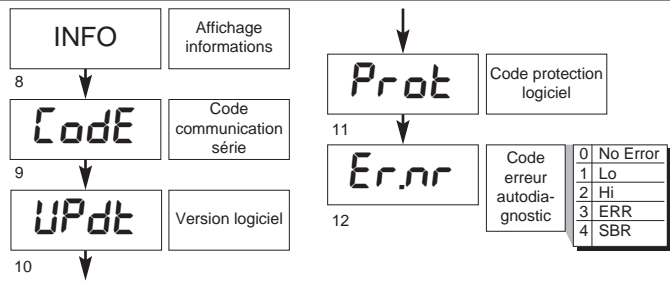 INFO
Affichage
informations
8
CodE
Code
communication
série
9
UPdt
Version logiciel
10
Prot
Code protection
logiciel
11
Er.nr
Code
erreur
autodia-
gnostic
0 No Error
1 Lo
2 Hi
3 ERR
4 SBR
12